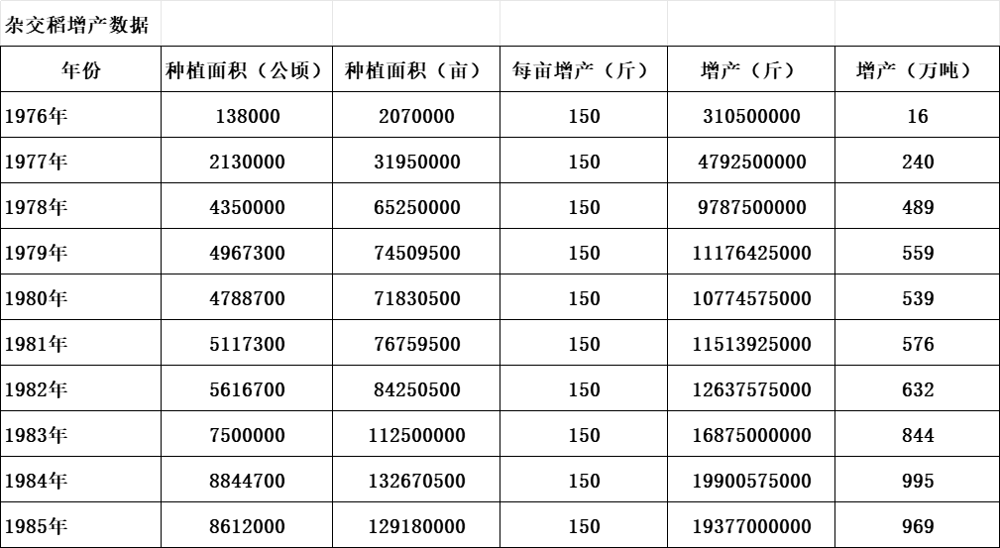 杂交稻增产数据
年份 种植面积（公顷） 种植面积（亩） 每亩增产（斤） 增产（斤） 增产（万吨）
1976年 138000 2070000 150 310500000 16
1977年 2130000 31950000 150 4792500000 240
1978年 4350000 65250000 150 9787500000 489
1979年 4967300 74509500 150 11176425000 559
1980年 4788700 71830500 150 10774575000 539
1981年 5117300 76759500 150 11513925000 576
1982年 5616700 84250500 150 12637575000 632
1983年 7500000 112500000 150 16875000000 844
1984年 8844700 132670500 150 19900575000 995
1985年 8612000 129180000 150 19377000000 969